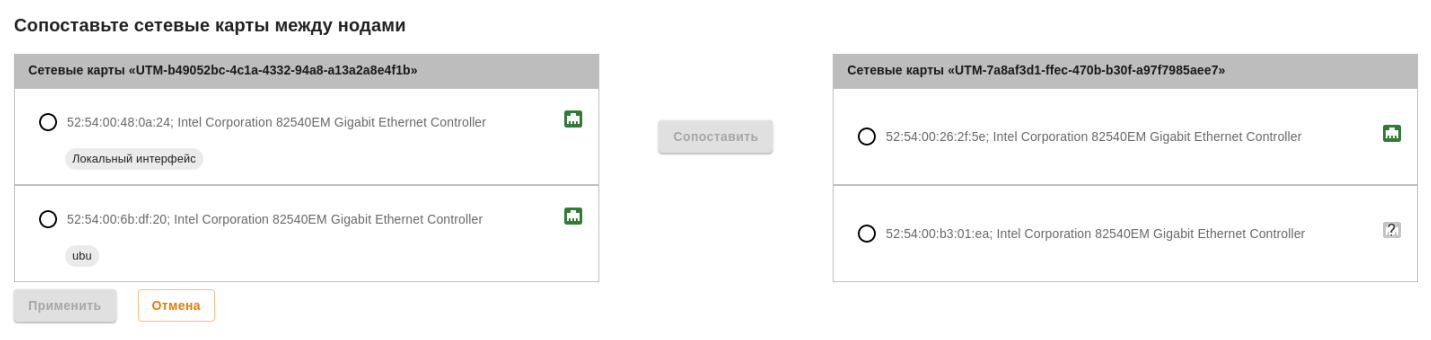 Сопоставьте сетевые карты между нодами
Сетевые карты «UTM-b49052bc-4c1a-4332-94a8-a13a2a8e4f1b»
52:54:00:48:0a:24; Intel Corporation 82540EM Gigabit Ethernet Controller
Локальный интерфейс
52:54:00:6b:df:20; Intel Corporation 82540EM Gigabit Ethernet Controller
ubu
Сопоставить
Сетевые карты «UTM-7a8af3d1-ffec-470b-b30f-a97f7985aee7»
52:54:00:26:2f:5e; Intel Corporation 82540EM Gigabit Ethernet Controller
52:54:00:b3:01:ea; Intel Corporation 82540EM Gigabit Ethernet Controller
?
Применить
Отмена